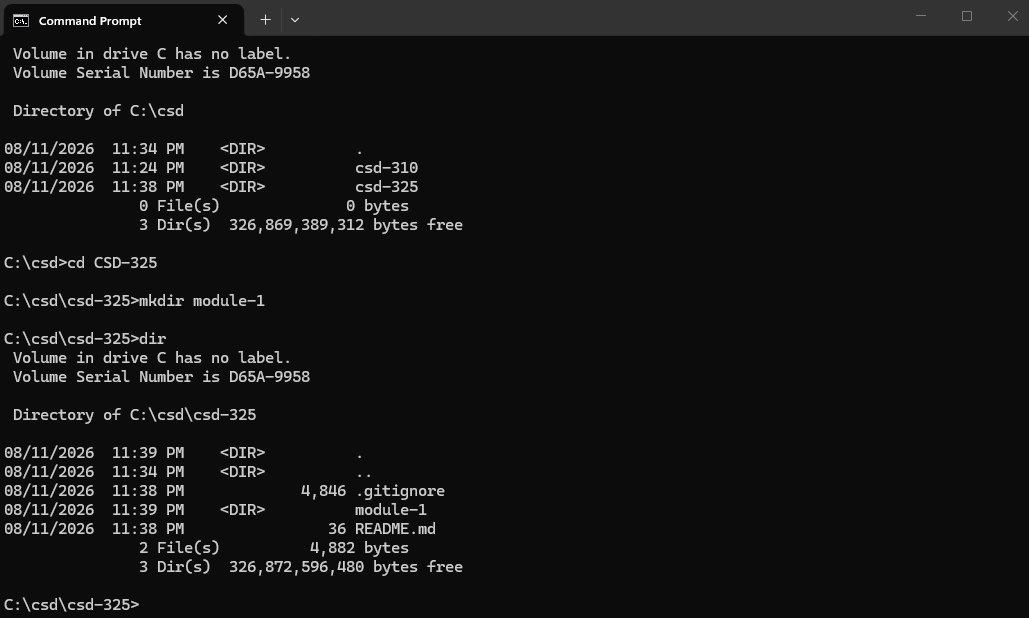 Command Prompt
Volume in drive C has no label.
Volume Serial Number is D65A-9958
Directory of C:\csd
08/11/2026  11:34 PM    <DIR>          .
08/11/2026  11:24 PM    <DIR>          csd-310
08/11/2026  11:38 PM    <DIR>          csd-325
               0 File(s)              0 bytes
               3 Dir(s)  326,869,389,312 bytes free
C:\csd>cd CSD-325
C:\csd\csd-325>mkdir module-1
C:\csd\csd-325>dir
 Volume in drive C has no label.
 Volume Serial Number is D65A-9958
 Directory of C:\csd\csd-325
08/11/2026  11:39 PM    <DIR>          .
08/11/2026  11:34 PM    <DIR>          ..
08/11/2026  11:38 PM             4,846 .gitignore
08/11/2026  11:39 PM    <DIR>          module-1
08/11/2026  11:38 PM                36 README.md
               2 File(s)          4,882 bytes
               3 Dir(s)  326,872,596,480 bytes free
C:\csd\csd-325>